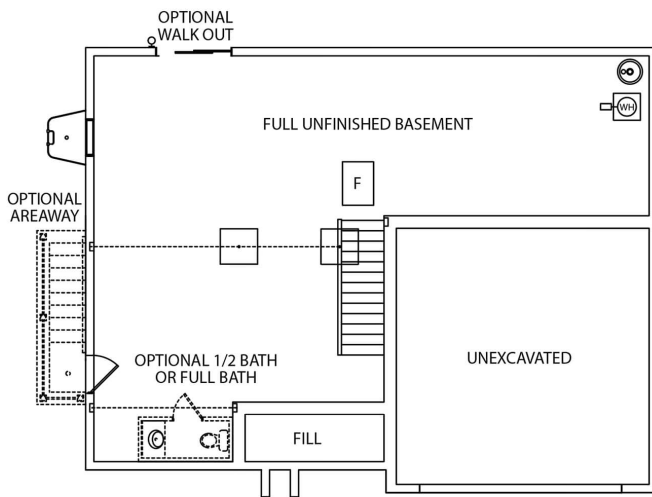 OPTIONAL
WALK OUT
WH
FULL UNFINISHED BASEMENT
F
OPTIONAL
AREAWAY
OPTIONAL 1/2 BATH
OR FULL BATH
UNEXCAVATED
FILL